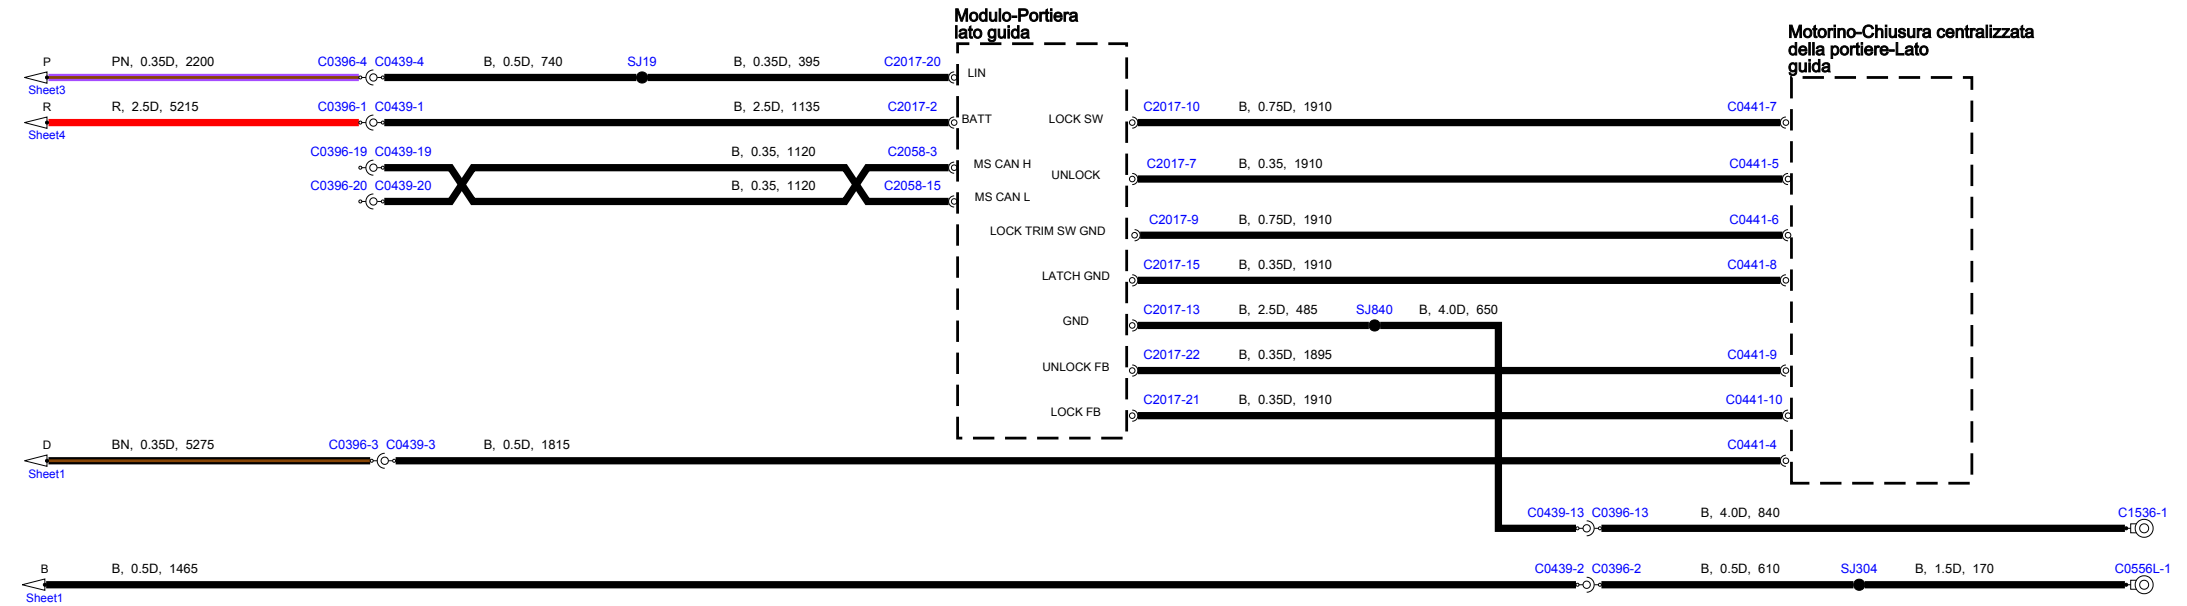 Modulo-Portiera
lato guida
Motorino-Chiusura centralizzata
della portiere-Lato
guida
P PN, 0.35D, 2200 C0396-4 C0439-4 B, 0.5D, 740 SJ19 B, 0.35D, 395 C2017-20
Sheet3 LIN
R R, 2.5D, 5215 C0396-1 C0439-1 B, 2.5D, 1135 C2017-2 C2017-10 B, 0.75D, 1910 C0441-7
Sheet4 BATT LOCK SW
C0396-19 C0439-19 B, 0.35, 1120 C2058-3 C2017-7 B, 0.35, 1910 C0441-5
MS CAN H UNLOCK
C0396-20 C0439-20 B, 0.35, 1120 C2058-15
MS CAN L
C2017-9 B, 0.75D, 1910 C0441-6
LOCK TRIM SW GND
C2017-15 B, 0.35D, 1910 C0441-8
LATCH GND
C2017-13 B, 2.5D, 485 SJ840 B, 4.0D, 650
GND
C2017-22 B, 0.35D, 1895 C0441-9
UNLOCK FB
C2017-21 B, 0.35D, 1910 C0441-10
LOCK FB
D BN, 0.35D, 5275 C0396-3 C0439-3 B, 0.5D, 1815 C0441-4
Sheet1
C0439-13 C0396-13 B, 4.0D, 840 C1536-1
B B, 0.5D, 1465 C0439-2 C0396-2 B, 0.5D, 610 SJ304 B, 1.5D, 170 C0556L-1
Sheet1